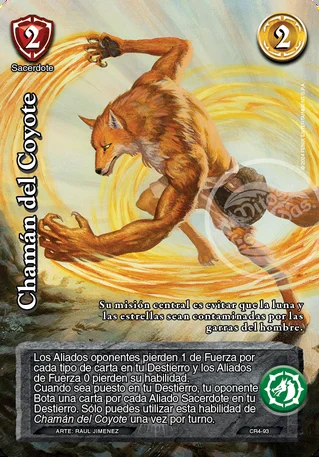 2
2
Sacerdote
Chamán del Coyote
Su misión central es evitar que la luna y
las estrellas sean contaminadas por las
garras del hombre.
Los Aliados oponentes pierden 1 de Fuerza por
cada tipo de carta en tu Destierro y los Aliados
de Fuerza 0 pierden su habilidad.
Cuando sea puesto en tu Destierro, tu oponente
Bota una carta por cada Aliado Sacerdote en tu
Destierro. Sólo puedes utilizar esta habilidad de
Chamán del Coyote una vez por turno.
ARTE: RAUL JIMENEZ
CR4-93